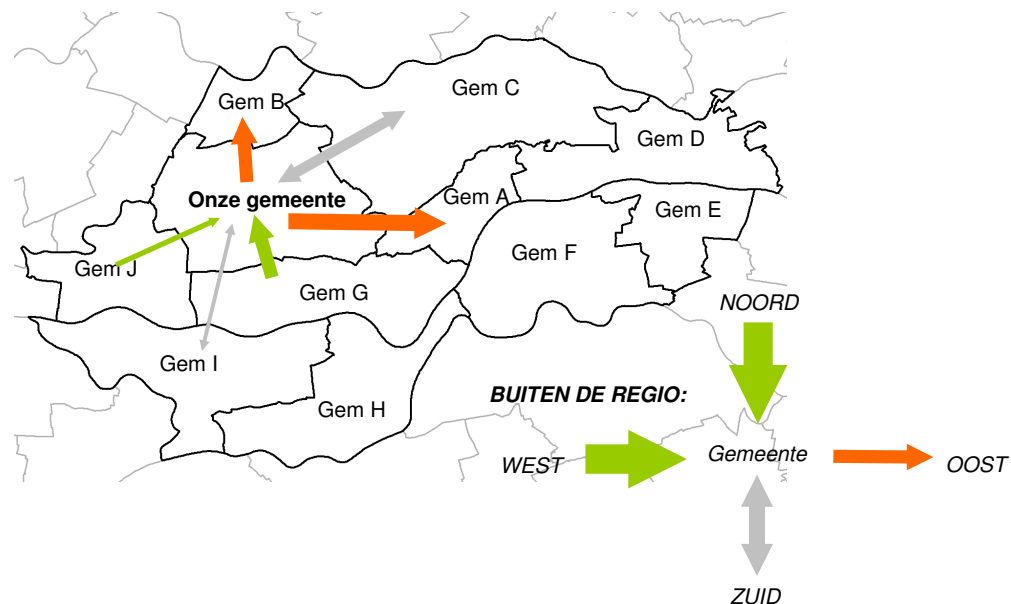 Gem B
Gem C
Gem D
Onze gemeente
Gem A
Gem E
Gem J
Gem F
Gem G
NOORD
Gem I
Gem H
BUITEN DE REGIO:
WEST
Gemeente
OOST
ZUID